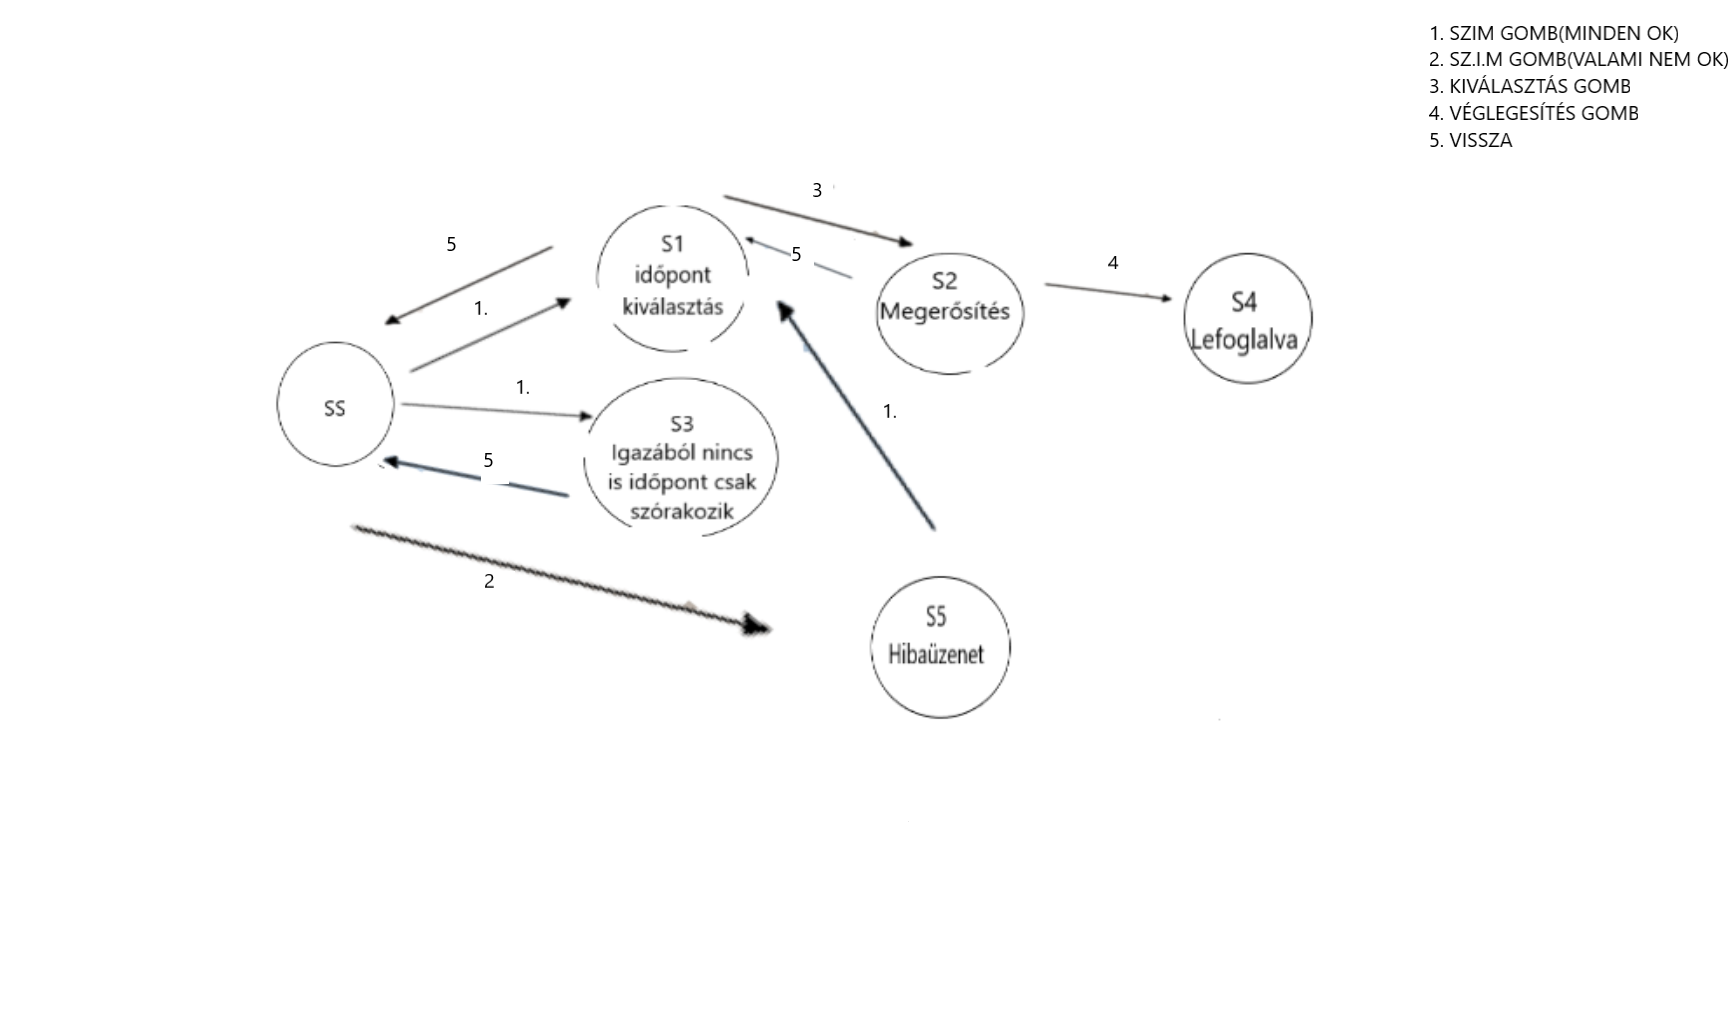 1. SZIM GOMB(MINDEN OK)
2. SZ.I.M GOMB(VALAMI NEM OK)
3. KIVÁLASZTÁS GOMB
4. VÉGLEGESÍTÉS GOMB
5. VISSZA
3
5
S1
időpont
kiválasztás
5
1.
S2
Megerősítés
4
S4
Lefoglalva
ss
1.
5
S3
Igazából nincs
is időpont csak
szórakozik
1.
2
S5
Hibaüzenet